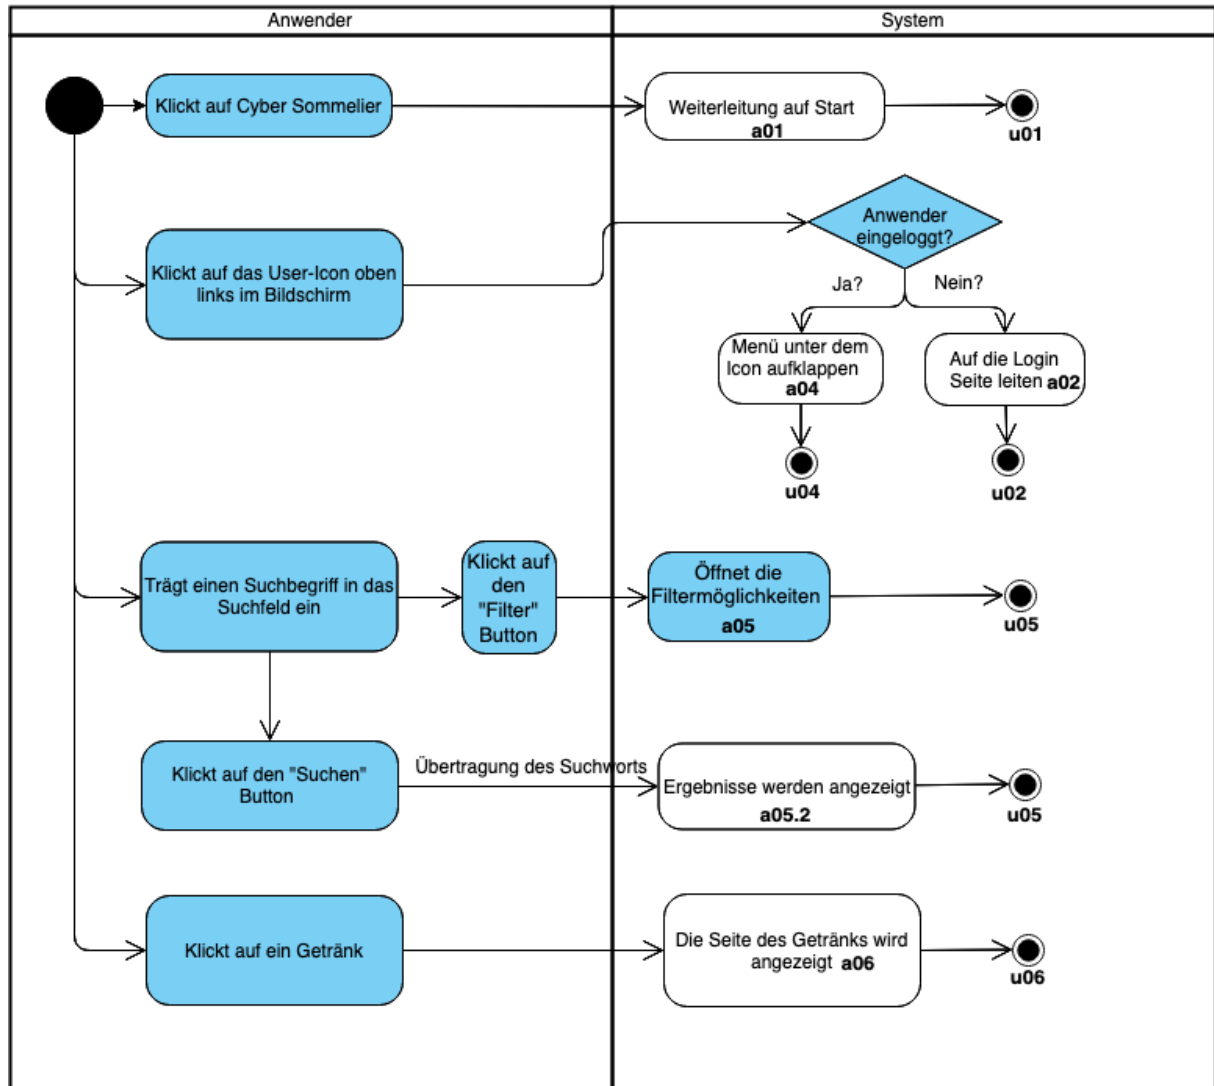 Anwender
System
Klickt auf Cyber Sommelier
Weiterleitung auf Start
a01
u01
Klickt auf das User-Icon oben
links im Bildschirm
Anwender
eingeloggt?
Ja?
Nein?
Menü unter dem
Icon aufklappen
a04
Auf die Login
Seite leiten a02
u04
u02
Trägt einen Suchbegriff in das
Suchfeld ein
Klickt auf
den
"Filter"
Button
Öffnet die
Filtermöglichkeiten
a05
u05
Klickt auf den "Suchen"
Button
Übertragung des Suchworts
Ergebnisse werden angezeigt
a05.2
u05
Klickt auf ein Getränk
Die Seite des Getränks wird
angezeigt a06
u06